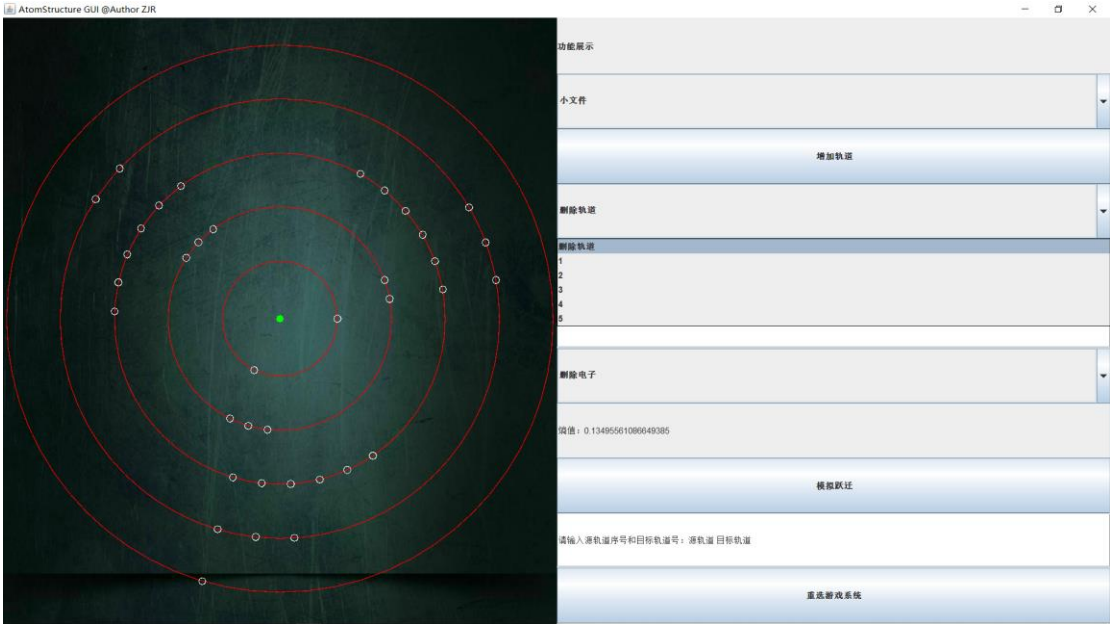 AtomStructure GUI @Author ZJR
功能展示
小文件
增加轨道
删除轨道
删除轨道
1
2
3
4
5
删除电子
熵值：0.13495561086649385
模拟跃迁
请输入源轨道序号和目标轨道号：源轨道 目标轨道
重选游戏系统